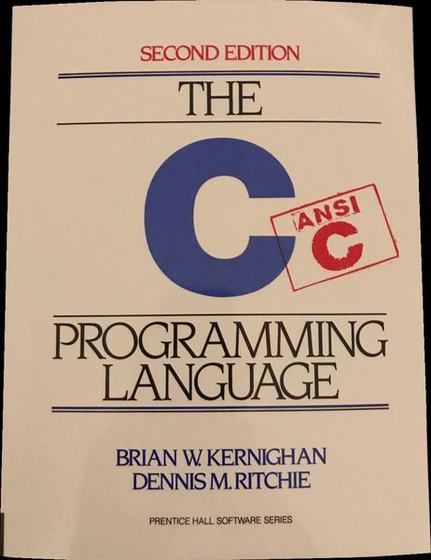 SECOND EDITION
THE
C
ANSI
C
PROGRAMMING
LANGUAGE
BRIAN W. KERNIGHAN
DENNIS M. RITCHIE
PRENTICE HALL SOFTWARE SERIES